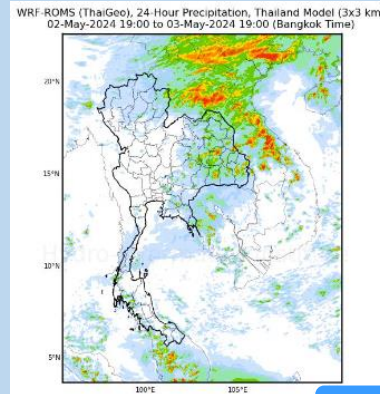 WRF-ROMS (ThaiGeo), 24-Hour Precipitation, Thailand Model (3x3 km
02-May-2024 19:00 to 03-May-2024 19:00 (Bangkok Time)
20°N
15°N
10°N
5°N
100°E
105°E